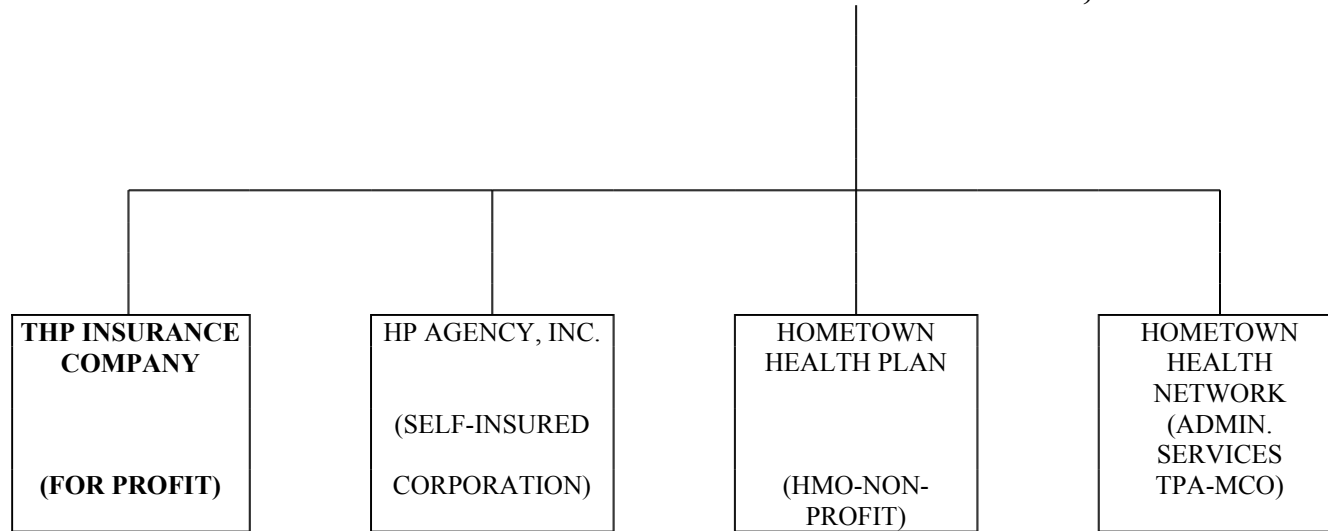 THP INSURANCE
COMPANY
(FOR PROFIT)
HP AGENCY, INC.
(SELF-INSURED
CORPORATION)
HOMETOWN
HEALTH PLAN
(HMO-NON-
PROFIT)
HOMETOWN
HEALTH
NETWORK
(ADMIN.
SERVICES
TPA-MCO)